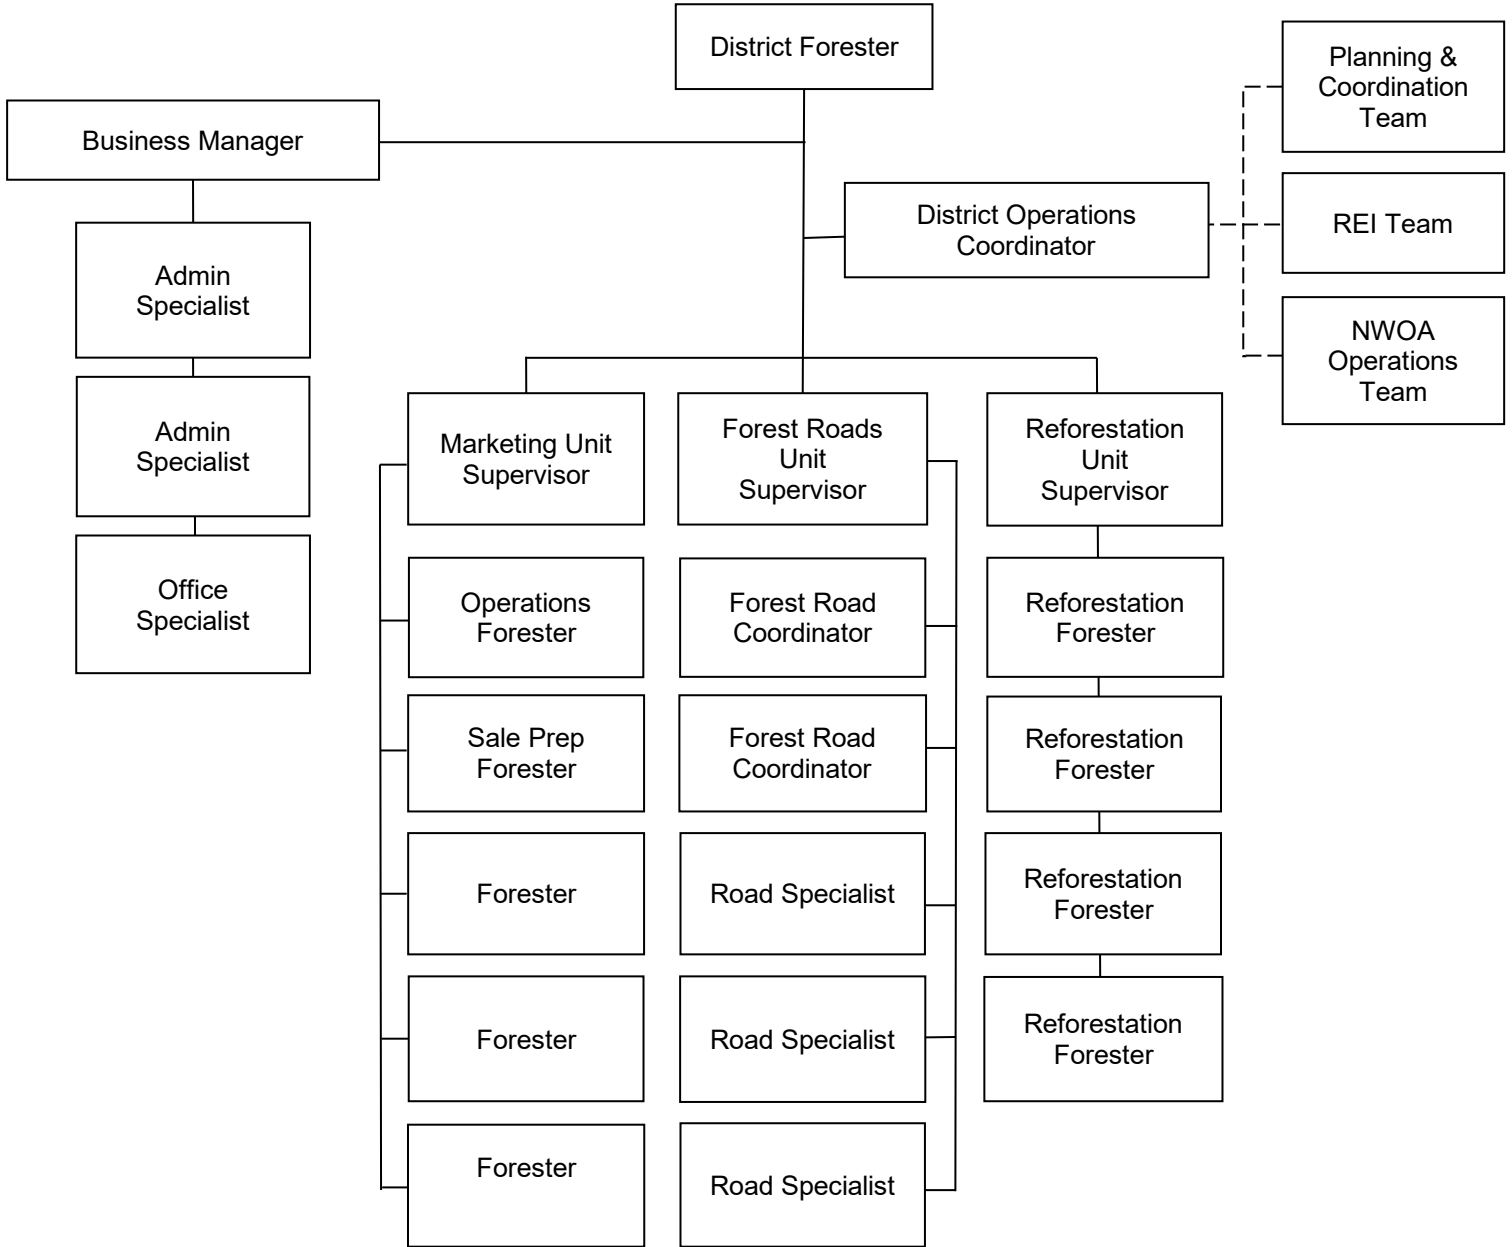 District Forester
Planning &
Coordination
Team
Business Manager
District Operations
Coordinator
REI Team
Admin
Specialist
NWOA
Operations
Team
Admin
Specialist
Marketing Unit
Supervisor
Forest Roads
Unit
Supervisor
Reforestation
Unit
Supervisor
Office
Specialist
Operations
Forester
Forest Road
Coordinator
Reforestation
Forester
Sale Prep
Forester
Forest Road
Coordinator
Reforestation
Forester
Forester
Road Specialist
Reforestation
Forester
Forester
Road Specialist
Reforestation
Forester
Forester
Road Specialist